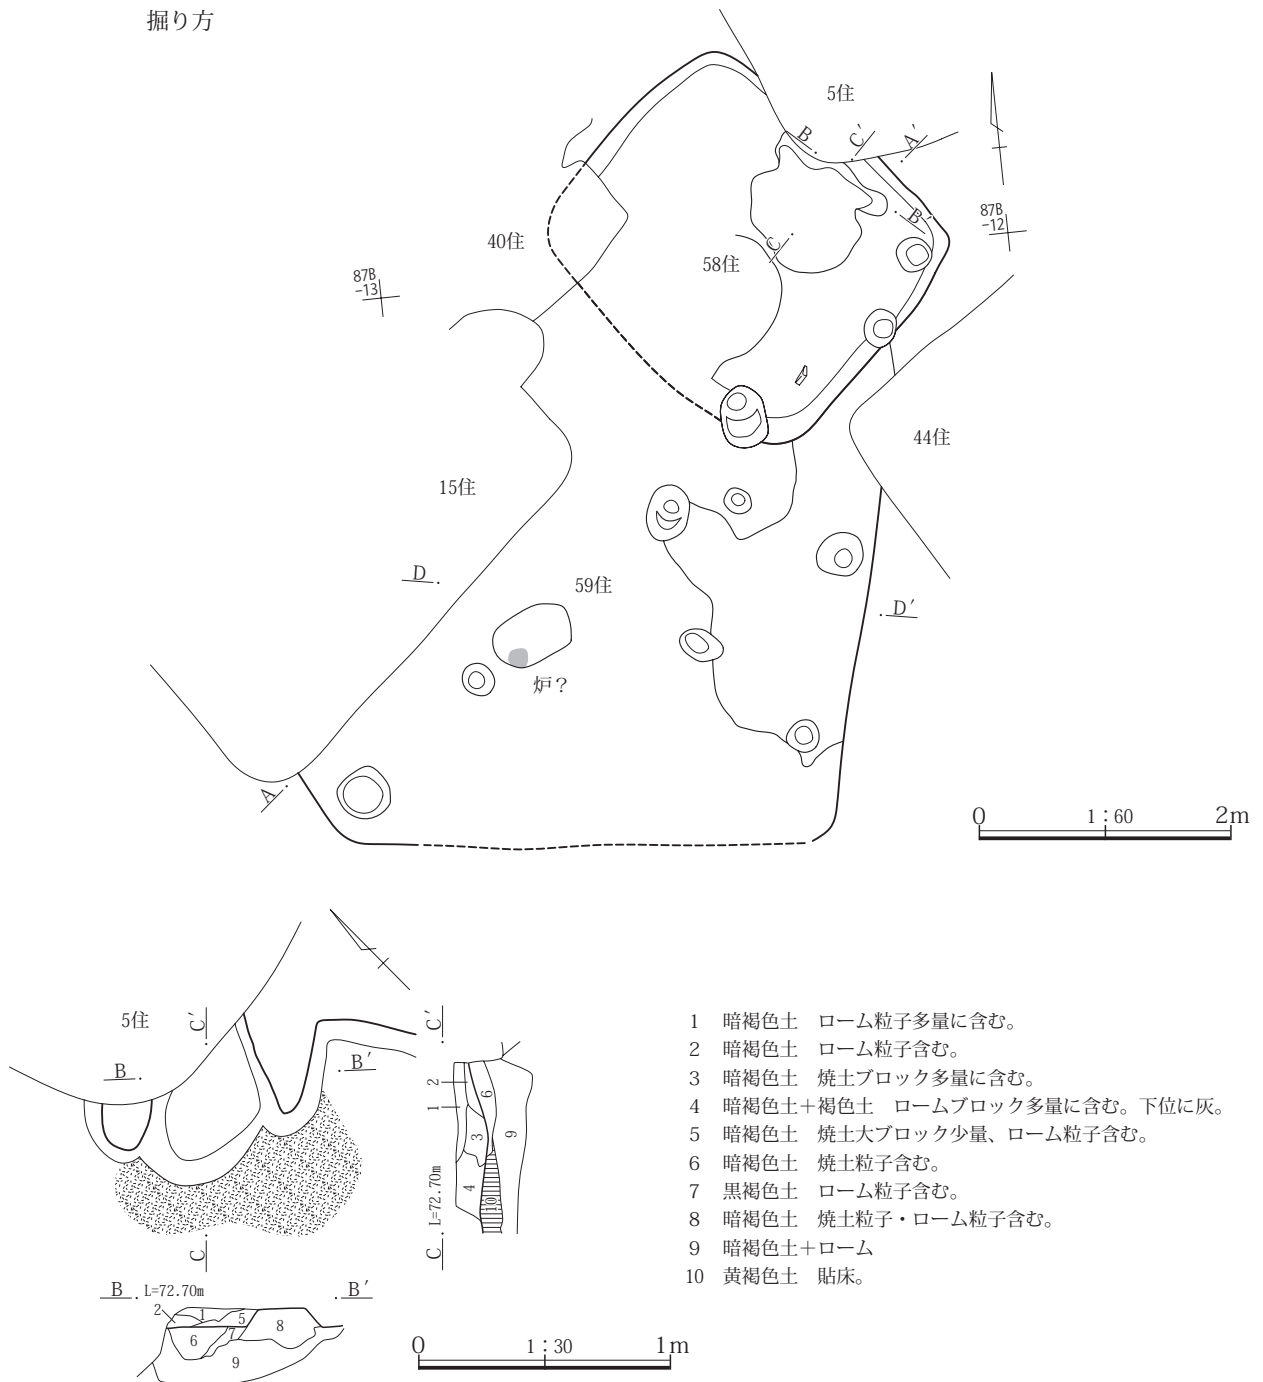 掘り方
5住
B
C′
A′
B′
87B
-12
40住
58住
C
87B
-13
44住
15住
D
59住
D′
炉？
A
0
1：60
2m
5住
C′
B
B′
C
C′
2
1
6
3
9
4
10
L=72.70m
C
B
L=72.70m
B′
2
1
5
6
7
8
9
0
1：30
1m
1 暗褐色土 ローム粒子多量に含む。
2 暗褐色土 ローム粒子含む。
3 暗褐色土 焼土ブロック多量に含む。
4 暗褐色土＋褐色土 ロームブロック多量に含む。下位に灰。
5 暗褐色土 焼土大ブロック少量、ローム粒子含む。
6 暗褐色土 焼土粒子含む。
7 黒褐色土 ローム粒子含む。
8 暗褐色土 焼土粒子・ローム粒子含む。
9 暗褐色土＋ローム
10 黄褐色土 貼床。